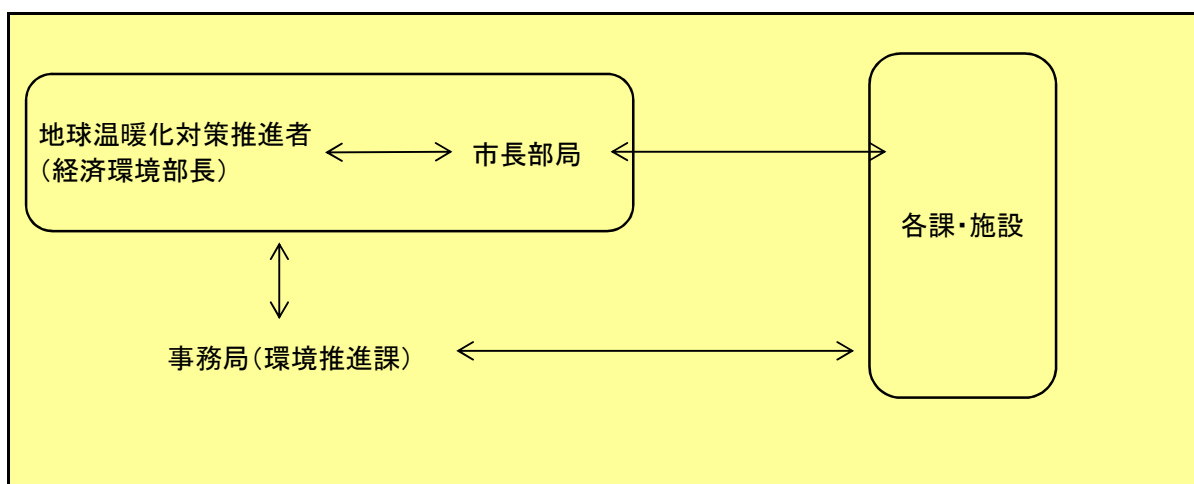 地球温暖化対策推進者
（経済環境部長）
市長部局
各課・施設
事務局（環境推進課）